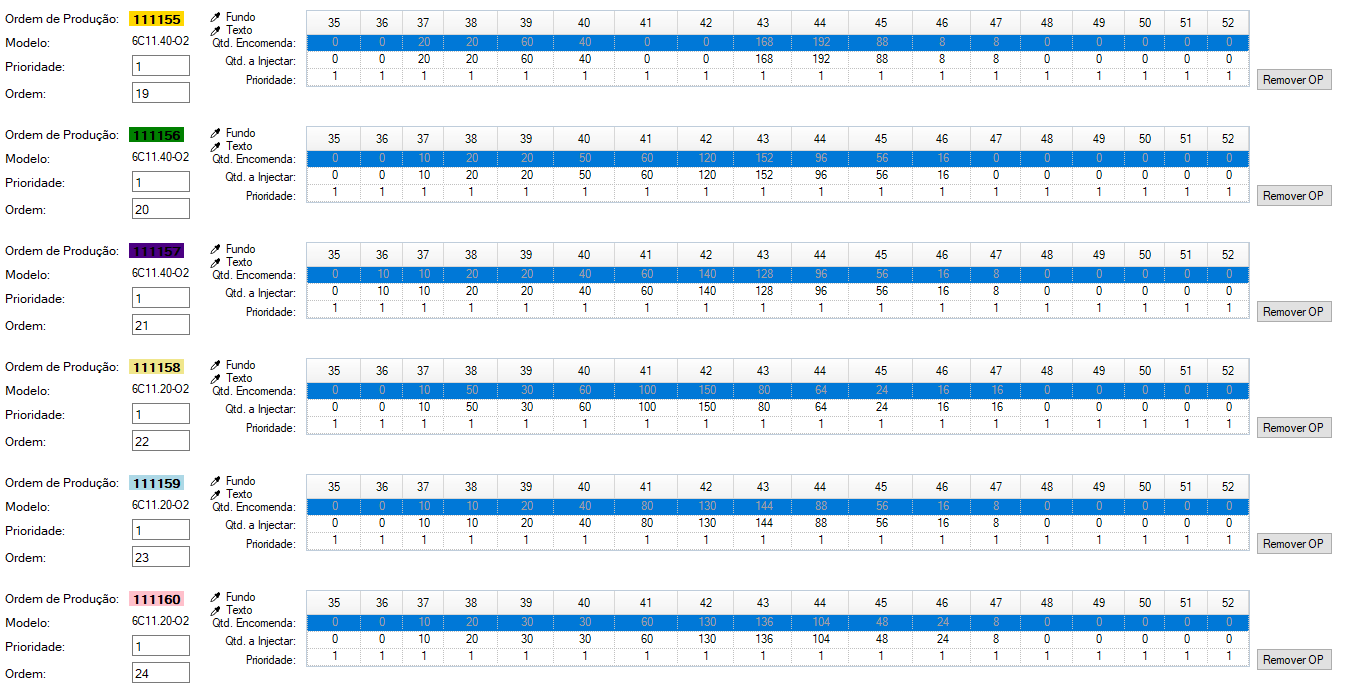 Ordem de Produção: 111155 Fundo 35 36 37 38 39 40 41 42 43 44 45 46 47 48 49 50 51 52
Texto
Modelo: 6C11.40-O2 Qtd. Encomenda: 0 0 20 20 60 40 0 0 168 192 88 8 8 0 0 0 0 0
Prioridade: 1 Qtd. a Injectar: 0 0 20 20 60 40 0 0 168 192 88 8 8 0 0 0 0 0
Prioridade: 1 1 1 1 1 1 1 1 1 1 1 1 1 1 1 1 1 1 Remover OP
Ordem: 19
Ordem de Produção: 111156 Fundo 35 36 37 38 39 40 41 42 43 44 45 46 47 48 49 50 51 52
Texto
Modelo: 6C11.40-O2 Qtd. Encomenda: 0 0 10 20 20 50 60 120 152 96 56 16 0 0 0 0 0 0
Prioridade: 1 Qtd. a Injectar: 0 0 10 20 20 50 60 120 152 96 56 16 0 0 0 0 0 0
Prioridade: 1 1 1 1 1 1 1 1 1 1 1 1 1 1 1 1 1 1 Remover OP
Ordem: 20
Ordem de Produção: 111157 Fundo 35 36 37 38 39 40 41 42 43 44 45 46 47 48 49 50 51 52
Texto
Modelo: 6C11.40-O2 Qtd. Encomenda: 0 10 10 20 20 40 60 140 128 96 56 16 8 0 0 0 0 0
Prioridade: 1 Qtd. a Injectar: 0 10 10 20 20 40 60 140 128 96 56 16 8 0 0 0 0 0
Prioridade: 1 1 1 1 1 1 1 1 1 1 1 1 1 1 1 1 1 1 Remover OP
Ordem: 21
Ordem de Produção: 111158 Fundo 35 36 37 38 39 40 41 42 43 44 45 46 47 48 49 50 51 52
Texto
Modelo: 6C11.20-O2 Qtd. Encomenda: 0 0 10 50 30 60 100 150 80 64 24 16 16 0 0 0 0 0
Prioridade: 1 Qtd. a Injectar: 0 0 10 50 30 60 100 150 80 64 24 16 16 0 0 0 0 0
Prioridade: 1 1 1 1 1 1 1 1 1 1 1 1 1 1 1 1 1 1 Remover OP
Ordem: 22
Ordem de Produção: 111159 Fundo 35 36 37 38 39 40 41 42 43 44 45 46 47 48 49 50 51 52
Texto
Modelo: 6C11.20-O2 Qtd. Encomenda: 0 0 10 10 20 40 80 130 144 88 56 16 8 0 0 0 0 0
Prioridade: 1 Qtd. a Injectar: 0 0 10 10 20 40 80 130 144 88 56 16 8 0 0 0 0 0
Prioridade: 1 1 1 1 1 1 1 1 1 1 1 1 1 1 1 1 1 1 Remover OP
Ordem: 23
Ordem de Produção: 111160 Fundo 35 36 37 38 39 40 41 42 43 44 45 46 47 48 49 50 51 52
Texto
Modelo: 6C11.20-O2 Qtd. Encomenda: 0 0 10 20 30 30 60 130 136 104 48 24 8 0 0 0 0 0
Prioridade: 1 Qtd. a Injectar: 0 0 10 20 30 30 60 130 136 104 48 24 8 0 0 0 0 0
Prioridade: 1 1 1 1 1 1 1 1 1 1 1 1 1 1 1 1 1 1 Remover OP
Ordem: 24